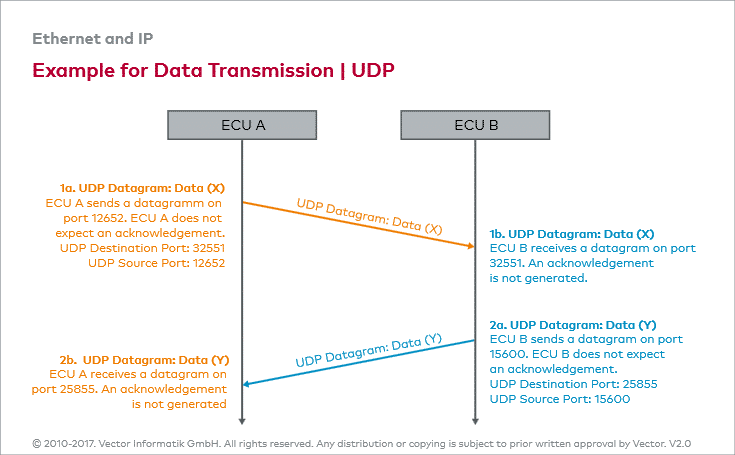 Ethernet and IP
Example for Data Transmission | UDP
ECU A
ECU B
1a. UDP Datagram: Data (X)
ECU A sends a datagramm on
port 12652. ECU A does not
expect an acknowledgement.
UDP Destination Port: 32551
UDP Source Port: 12652
UDP Datagram: Data (X)
1b. UDP Datagram: Data (X)
ECU B receives a datagram on port
32551. An acknowledgement
is not generated.
2a. UDP Datagram: Data (Y)
ECU B sends a datagram on port
15600. ECU B does not expect
an acknowledgement.
UDP Destination Port: 25855
UDP Source Port: 15600
UDP Datagram: Data (Y)
2b. UDP Datagram: Data (Y)
ECU A receives a datagram on
port 25855. An acknowledgement
is not generated
© 2010-2017. Vector Informatik GmbH. All rights reserved. Any distribution or copying is subject to prior written approval by Vector. V2.0